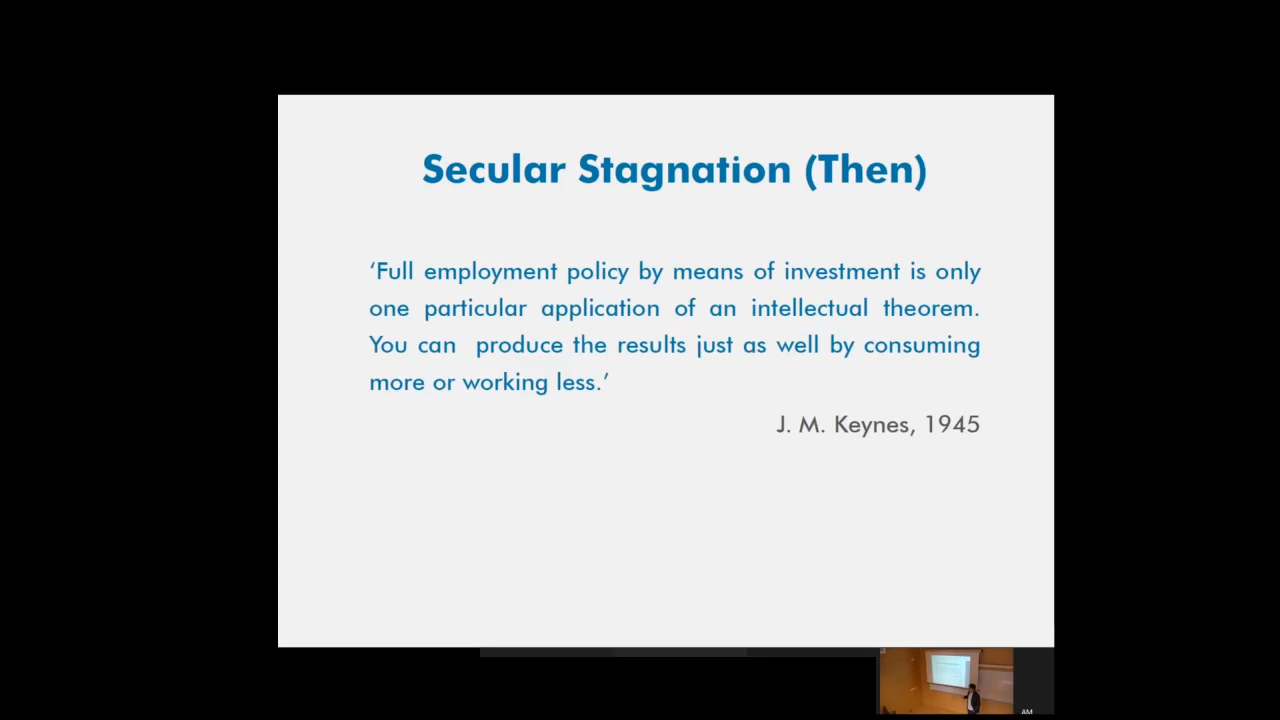 Secular Stagnation (Then)
‘Full employment policy by means of investment is only
one particular application of an intellectual theorem.
You can  produce the results just as well by consuming
more or working less.’
J. M. Keynes, 1945
AM